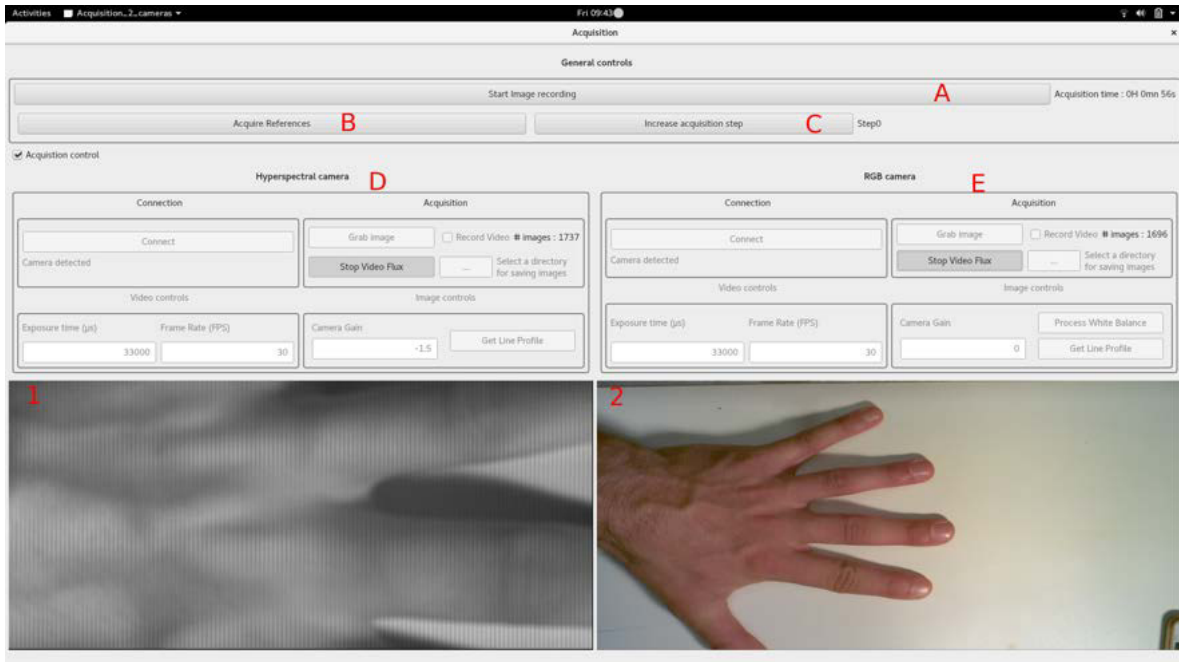 Activities Acquisition_2_cameras Fri 09:43
Acquisition ×
General controls
Start Image recording A Acquisition time : 0H 0mn 56s
Acquire References B Increase acquisition step C Step0
Acquistion control
Hyperspectral camera D RGB camera E
Connection Acquisition Connection Acquisition
Connect Grab image Record Video # images : 1737 Connect Grab image Record Video # images : 1696
Camera detected Stop Video Flux ... Select a directory for saving images Camera detected Stop Video Flux ... Select a directory for saving images
Video controls Image controls Video controls Image controls
Exposure time (µs) Frame Rate (FPS) Camera Gain Get Line Profile Exposure time (µs) Frame Rate (FPS) Camera Gain Process White Balance
33000 30 -1.5 33000 30 0 Get Line Profile
1 2